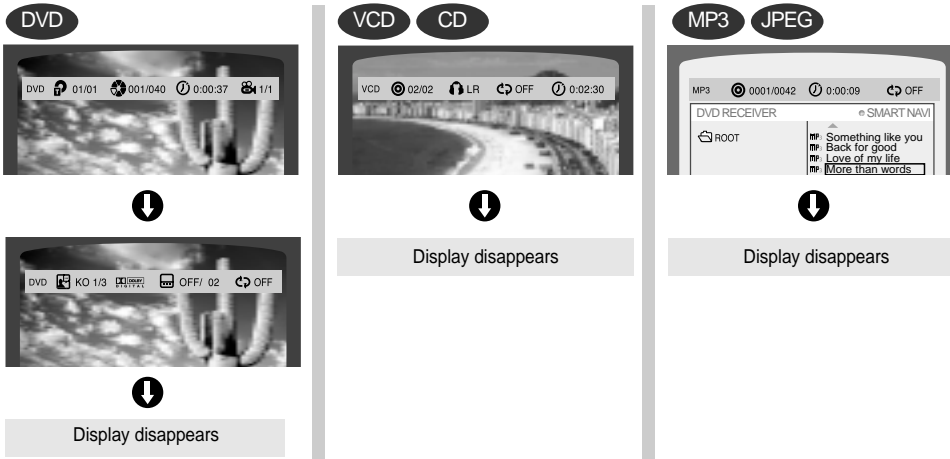 DVD
DVD 01/01 001/040 0:00:37 1/1
DVD KO 1/3 DOLBY DIGITAL OFF/ 02 OFF
Display disappears
VCD CD
VCD 02/02 LR OFF 0:02:30
Display disappears
MP3 JPEG
MP3 0001/0042 0:00:09 OFF
DVD RECEIVER SMART NAVI
ROOT
Something like you
Back for good
Love of my life
More than words
Display disappears